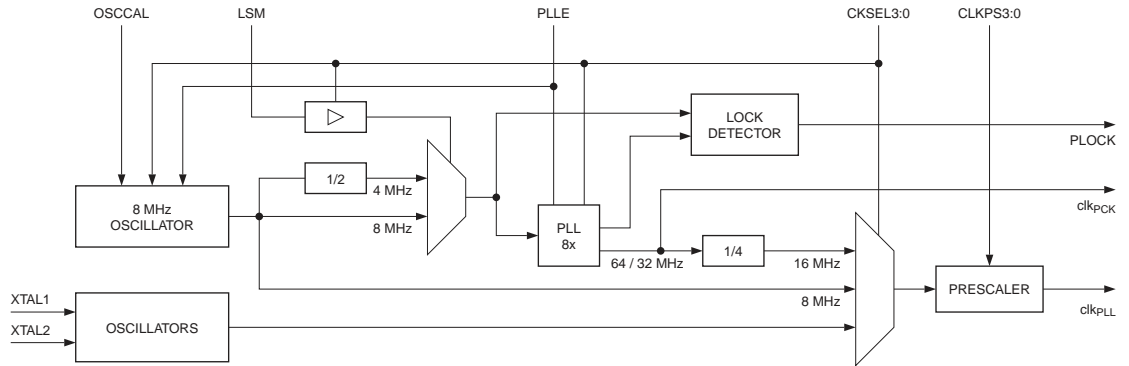 OSCCAL
LSM
PLLE
CKSEL3:0
CLKPS3:0
LOCK
DETECTOR
PLOCK
1/2
4 MHz
8 MHz
OSCILLATOR
8 MHz
PLL
8x
clkPCK
64 / 32 MHz
1/4
16 MHz
8 MHz
PRESCALER
clkPLL
XTAL1
XTAL2
OSCILLATORS